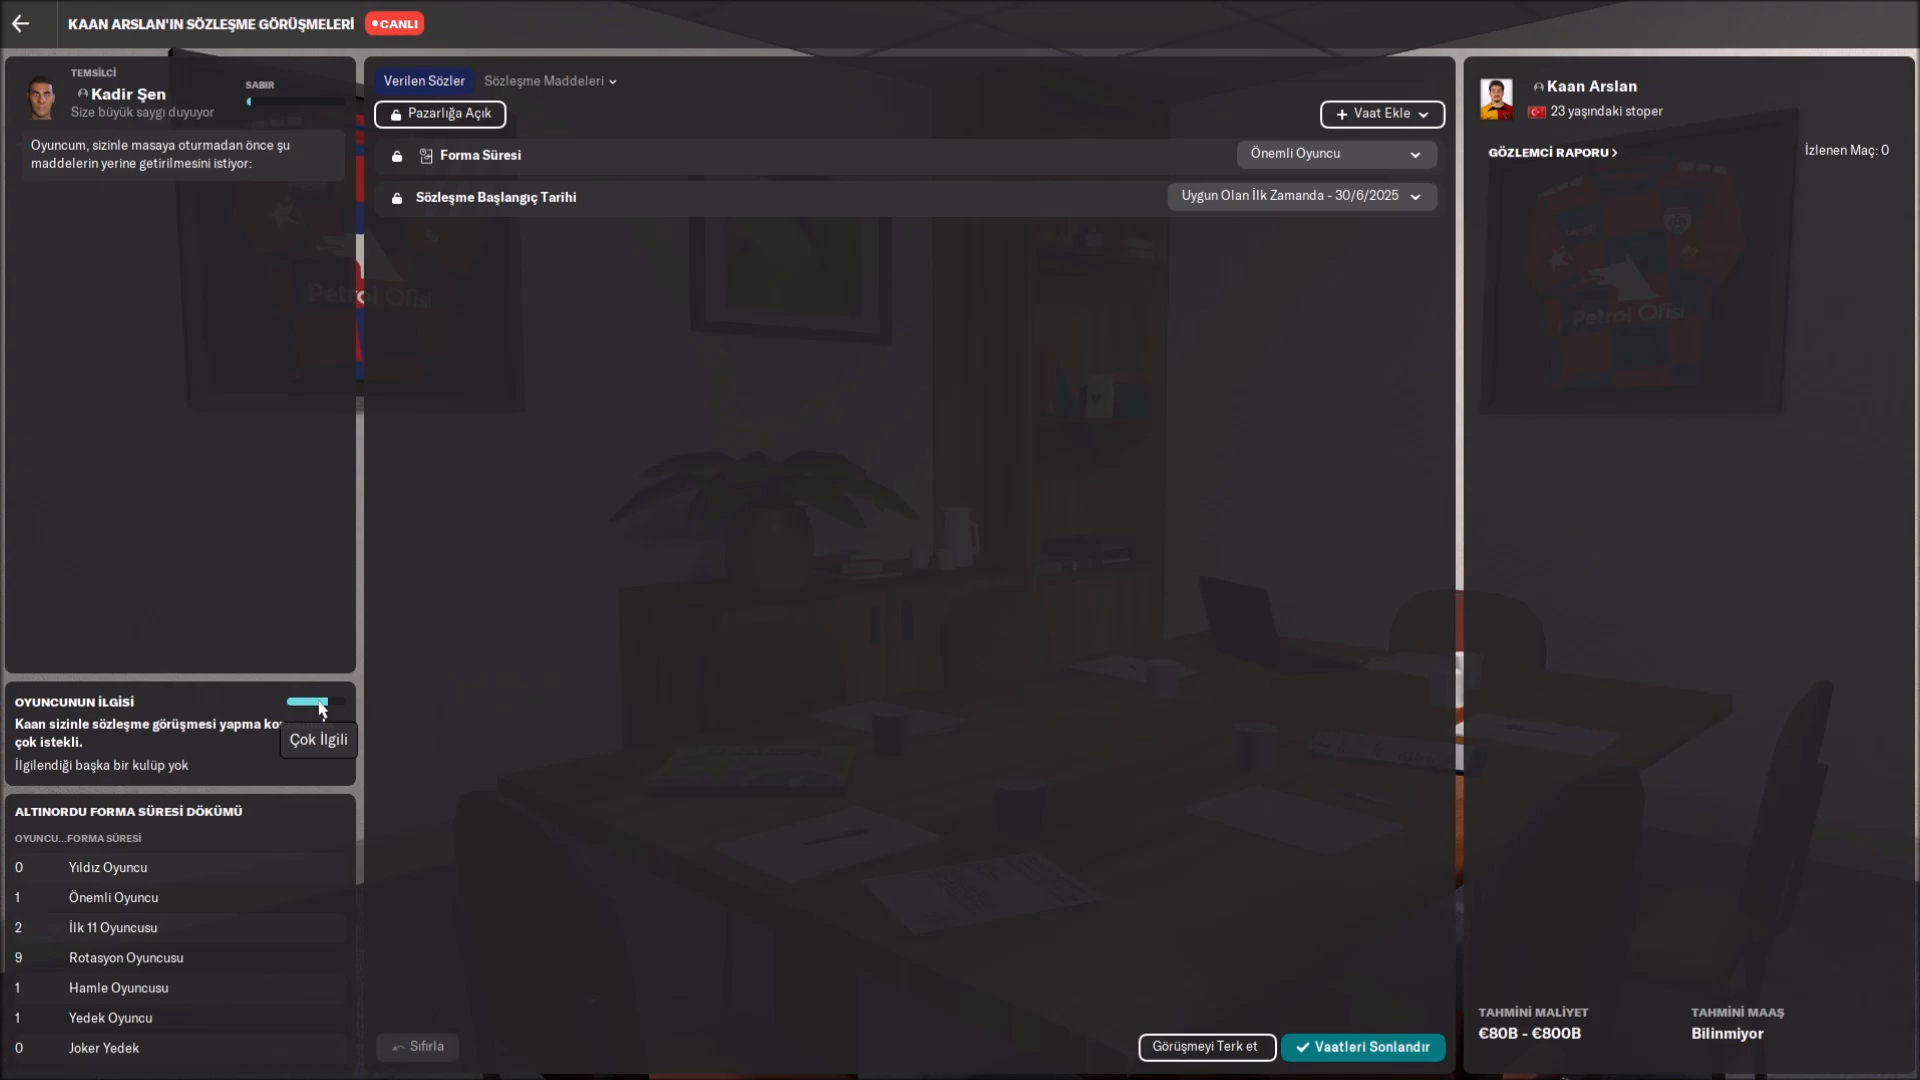 KAAN ARSLAN'IN SÖZLEŞME GÖRÜŞMELERİ
CANLI
TEMSİLCİ
Kadir Şen
Size büyük saygı duyuyor
SABIR
Oyuncum, sizinle masaya oturmadan önce şu
maddelerin yerine getirilmesini istiyor:
Verilen Sözler
Sözleşme Maddeleri
Pazarlığa Açık
+ Vaat Ekle
Forma Süresi
Önemli Oyuncu
Sözleşme Başlangıç Tarihi
Uygun Olan İlk Zamanda - 30/6/2025
Kaan Arslan
23 yaşındaki stoper
GÖZLEMCİ RAPORU >
İzlenen Maç: 0
Petrol Ofisi
Petrol Ofisi
OYUNCUNUN İLGİSİ
Kaan sizinle sözleşme görüşmesi yapma
çok istekli.
Çok İlgili
İlgilendiği başka bir kulüp yok
ALTINORDU FORMA SÜRESİ DÖKÜMÜ
OYUNCU... FORMA SÜRESİ
0 Yıldız Oyuncu
1 Önemli Oyuncu
2 İlk 11 Oyuncusu
9 Rotasyon Oyuncusu
1 Hamle Oyuncusu
1 Yedek Oyuncu
0 Joker Yedek
Sıfırla
Görüşmeyi Terk et
Vaatleri Sonlandır
TAHMİNİ MALİYET
€80B - €800B
TAHMİNİ MAAŞ
Bilinmiyor